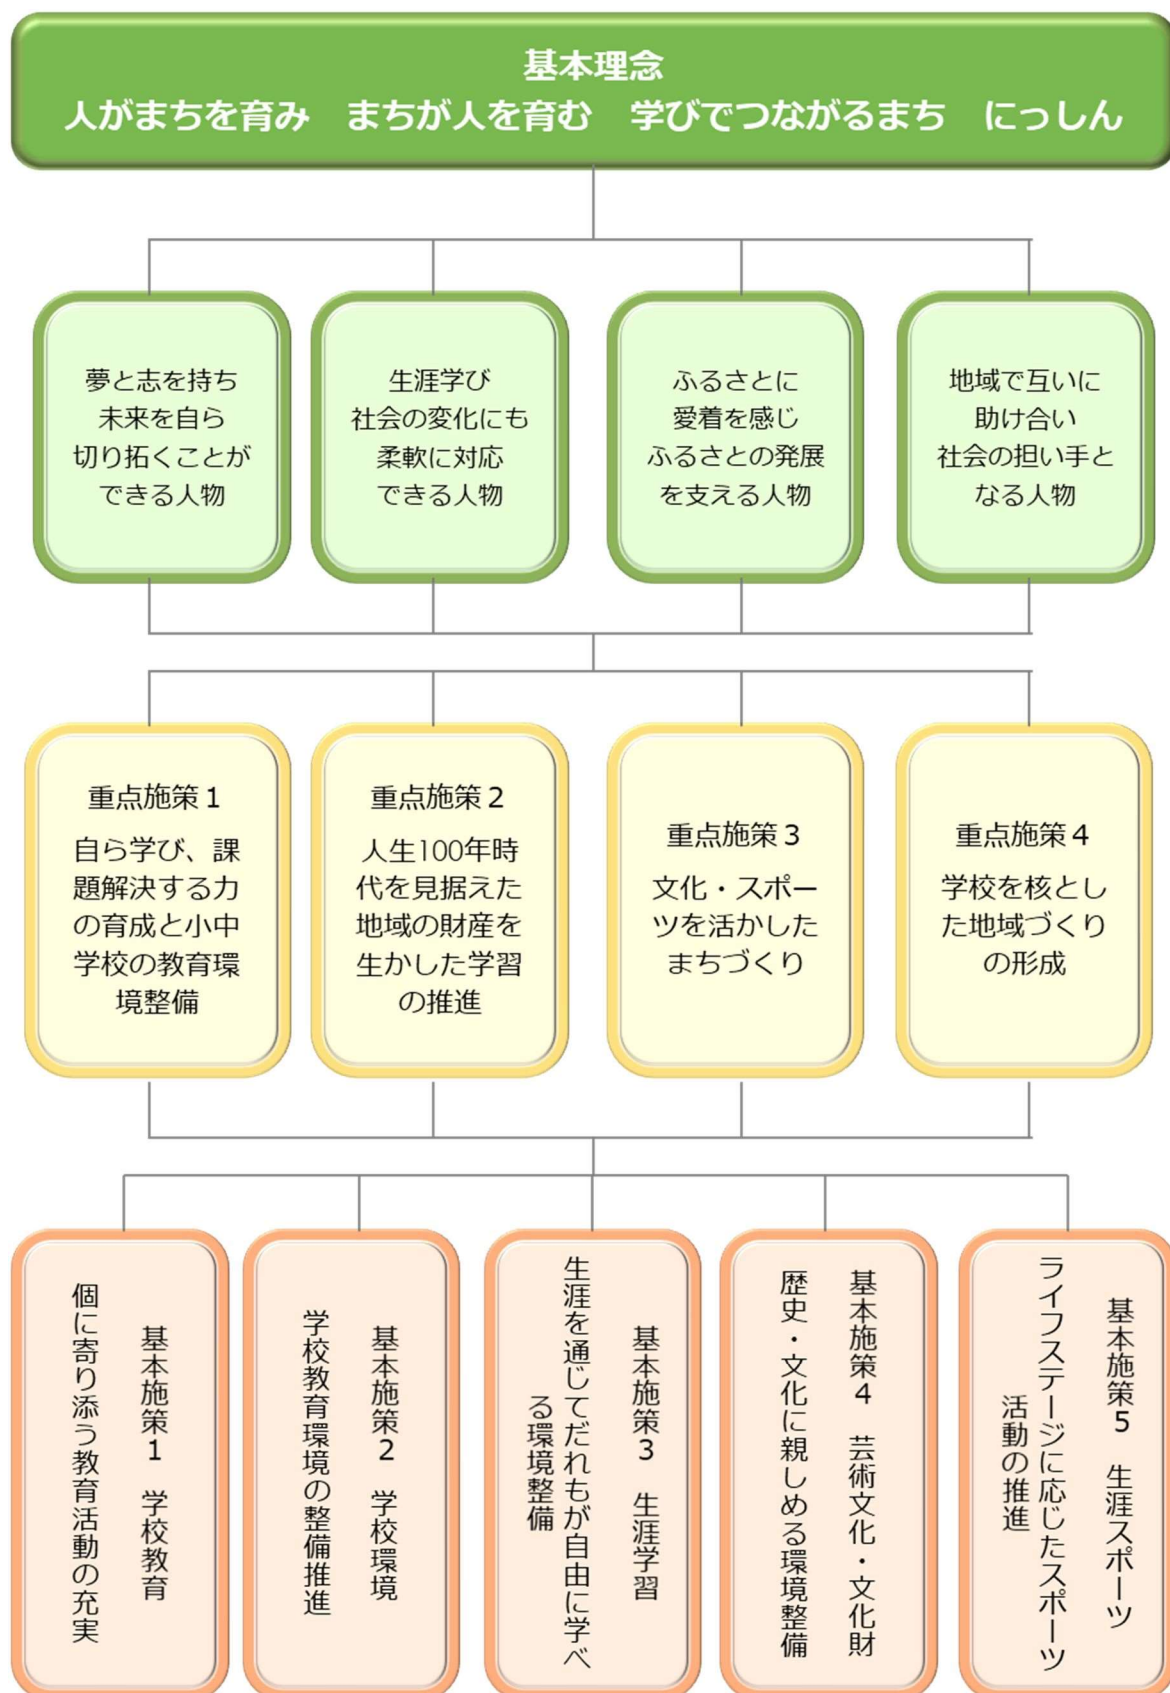 基本理念
人がまちを育み　まちが人を育む　学びでつながるまち　にっしん
夢と志を持ち
未来を自ら
切り拓くことが
できる人物
生涯学び
社会の変化にも
柔軟に対応
できる人物
ふるさとに
愛着を感じ
ふるさとの発展
を支える人物
地域で互いに
助け合い
社会の担い手と
なる人物
重点施策１
自ら学び、課
題解決する力
の育成と小中
学校の教育環
境整備
重点施策２
人生100年時
代を見据えた
地域の財産を
生かした学習
の推進
重点施策３
文化・スポー
ツを活かした
まちづくり
重点施策４
学校を核とし
た地域づくり
の形成
基本施策1　学校教育
個に寄り添う教育活動の充実
基本施策2　学校環境
学校教育環境の整備推進
基本施策3　生涯学習
生涯を通じてだれもが自由に学べ
る環境整備
基本施策4　芸術文化・文化財
歴史・文化に親しめる環境整備
基本施策5　生涯スポーツ
ライフステージに応じたスポーツ
活動の推進